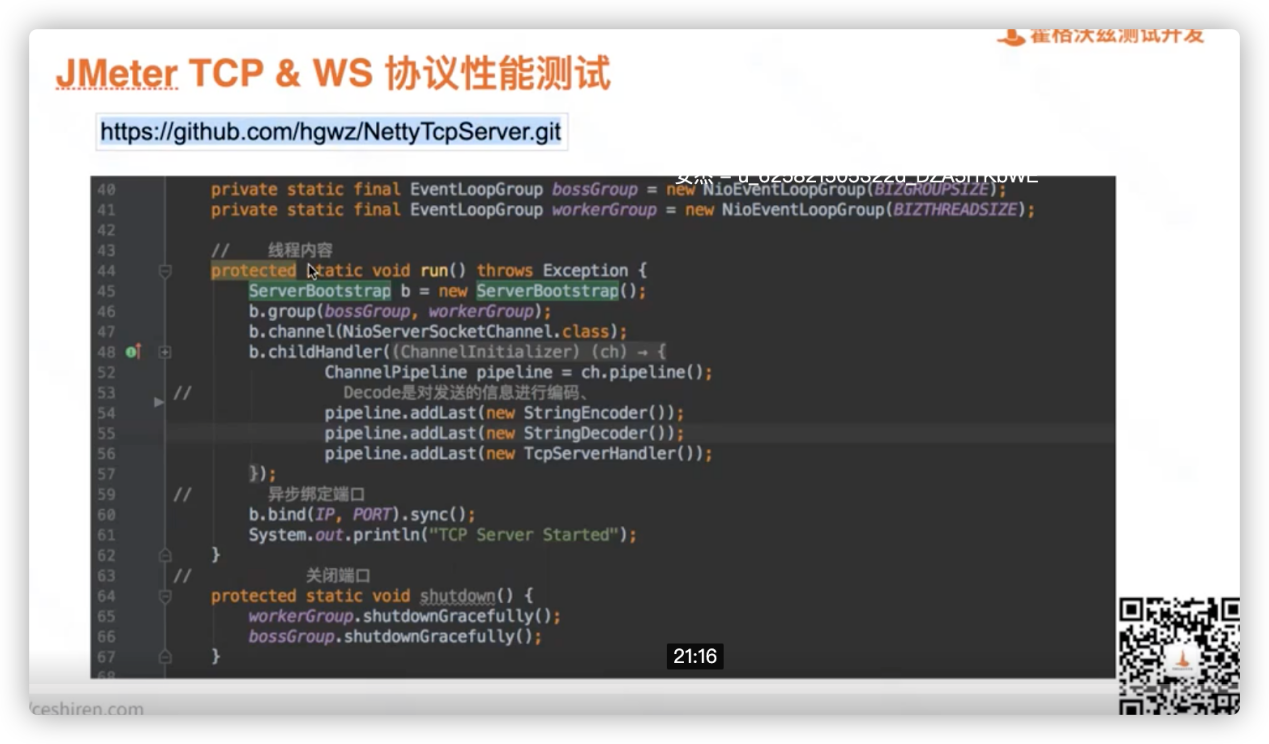 霍格沃兹测试开发
JMeter TCP & WS 协议性能测试
https://github.com/hgwz/NettyTcpServer.git
40 private static final EventLoopGroup bossGroup = new NioEventLoopGroup(BIZGROUPSIZE);
41 private static final EventLoopGroup workerGroup = new NioEventLoopGroup(BIZTHREADSIZE);
42
43 // 线程内容
44 protected static void run() throws Exception {
45 ServerBootstrap b = new ServerBootstrap();
46 b.group(bossGroup, workerGroup);
47 b.channel(NioServerSocketChannel.class);
48 b.childHandler((ChannelInitializer) (ch) → {
52 ChannelPipeline pipeline = ch.pipeline();
53 // Decode是对发送的信息进行编码、
54 pipeline.addLast(new StringEncoder());
55 pipeline.addLast(new StringDecoder());
56 pipeline.addLast(new TcpServerHandler());
57 });
59 // 异步绑定端口
60 b.bind(IP, PORT).sync();
61 System.out.println("TCP Server Started");
62 }
63 // 关闭端口
64 protected static void shutdown() {
65 workerGroup.shutdownGracefully();
66 bossGroup.shutdownGracefully();
67 }
68
21:16
/ceshiren.com